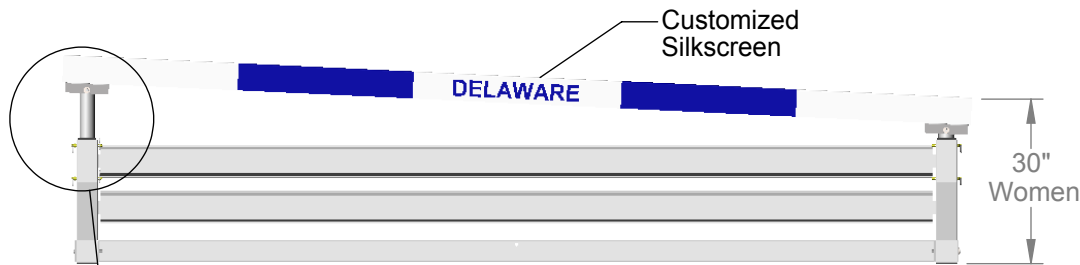 Customized
Silkscreen
DELAWARE
30"
Women